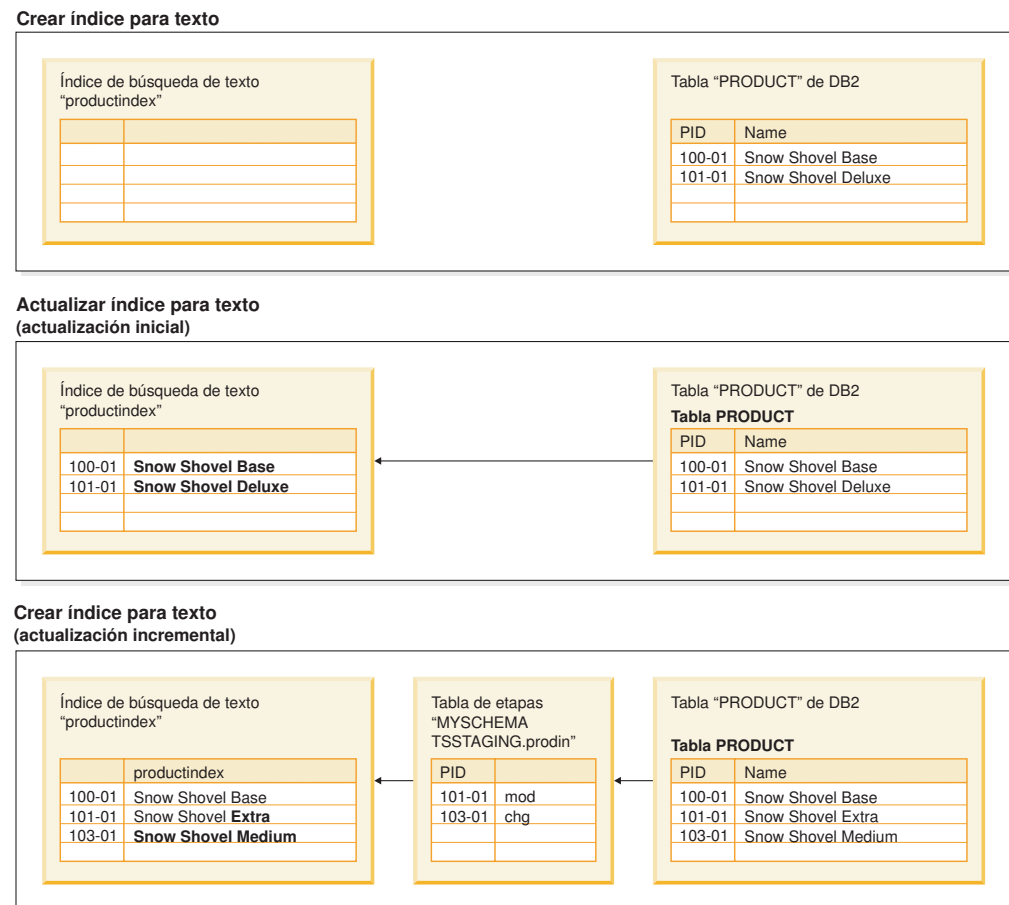 Crear índice para texto
Índice de búsqueda de texto
“productindex”
Tabla “PRODUCT” de DB2
PID Name
100-01 Snow Shovel Base
101-01 Snow Shovel Deluxe
Actualizar índice para texto
(actualización inicial)
Índice de búsqueda de texto
“productindex”
100-01 Snow Shovel Base
101-01 Snow Shovel Deluxe
Tabla “PRODUCT” de DB2
Tabla PRODUCT
PID Name
100-01 Snow Shovel Base
101-01 Snow Shovel Deluxe
Crear índice para texto
(actualización incremental)
Índice de búsqueda de texto
“productindex”
productindex
100-01 Snow Shovel Base
101-01 Snow Shovel Extra
103-01 Snow Shovel Medium
Tabla de etapas
“MYSCHEMA
TSSTAGING.prodin”
PID
101-01 mod
103-01 chg
Tabla “PRODUCT” de DB2
Tabla PRODUCT
PID Name
100-01 Snow Shovel Base
101-01 Snow Shovel Extra
103-01 Snow Shovel Medium